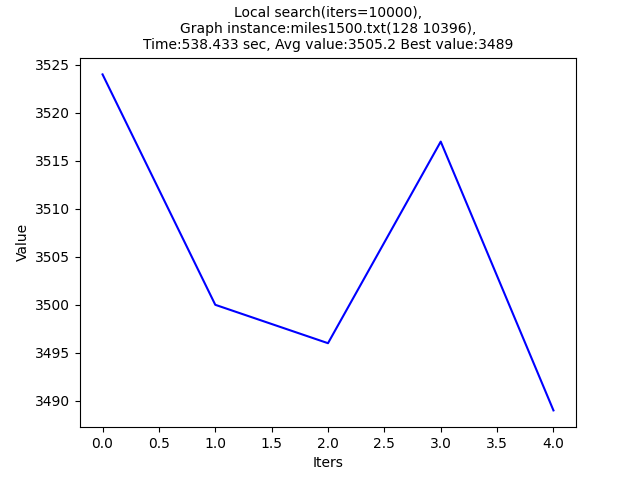 Local search(iters=10000),
Graph instance:miles1500.txt(128 10396),
Time:538.433 sec, Avg value:3505.2 Best value:3489
3525
3520
3515
3510
3505
3500
3495
3490
Value
0.0 0.5 1.0 1.5 2.0 2.5 3.0 3.5 4.0
Iters